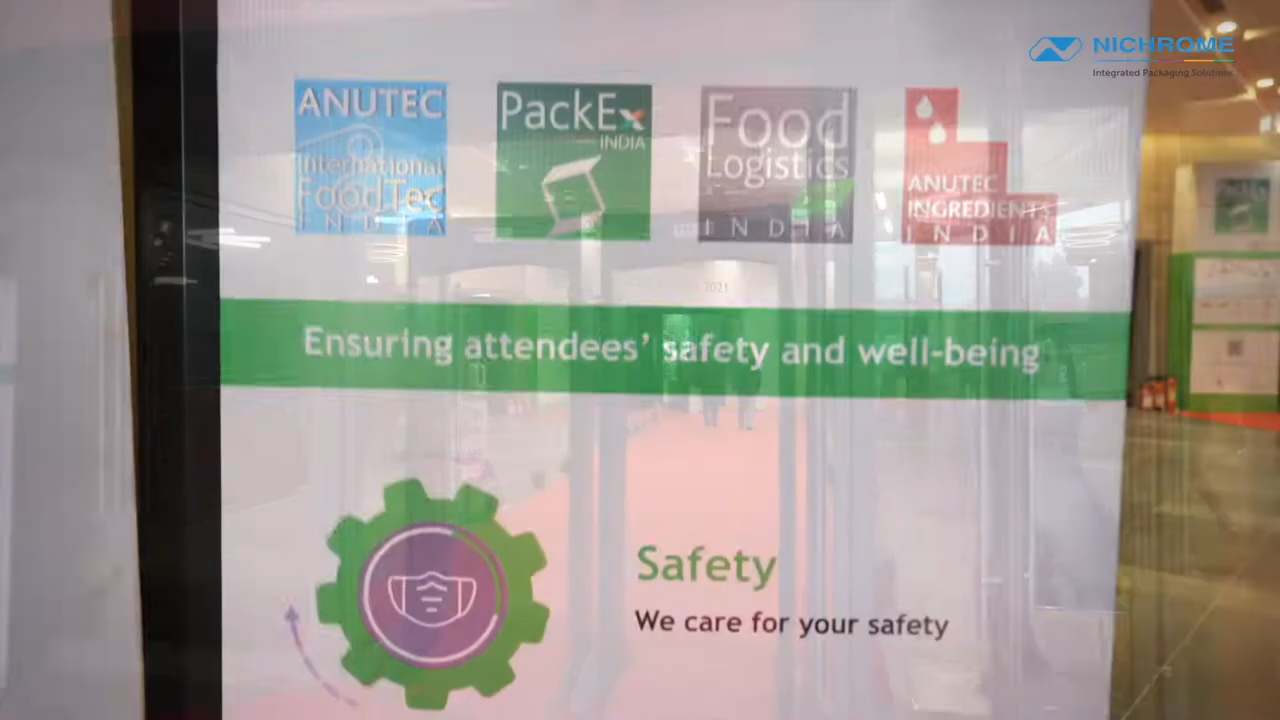 NICHROME
Integrated Packaging Solutions
ANUTEC
International
FoodTec
INDIA
PackEx
INDIA
Food
Logistics
INDIA
ANUTEC
INGREDIENTS
INDIA
2021
Ensuring attendees' safety and well-being
Safety
We care for your safety